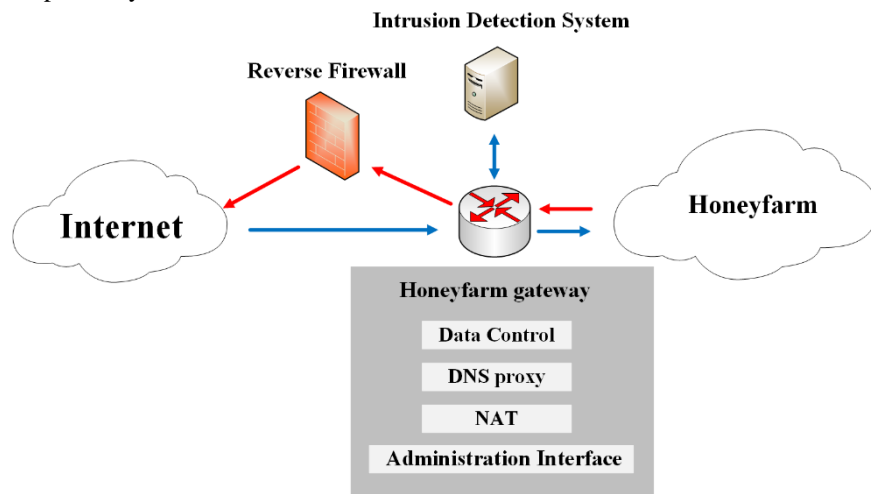 Intrusion Detection System
Reverse Firewall
Internet
Honeyfarm
Honeyfarm gateway
Data Control
DNS proxy
NAT
Administration Interface